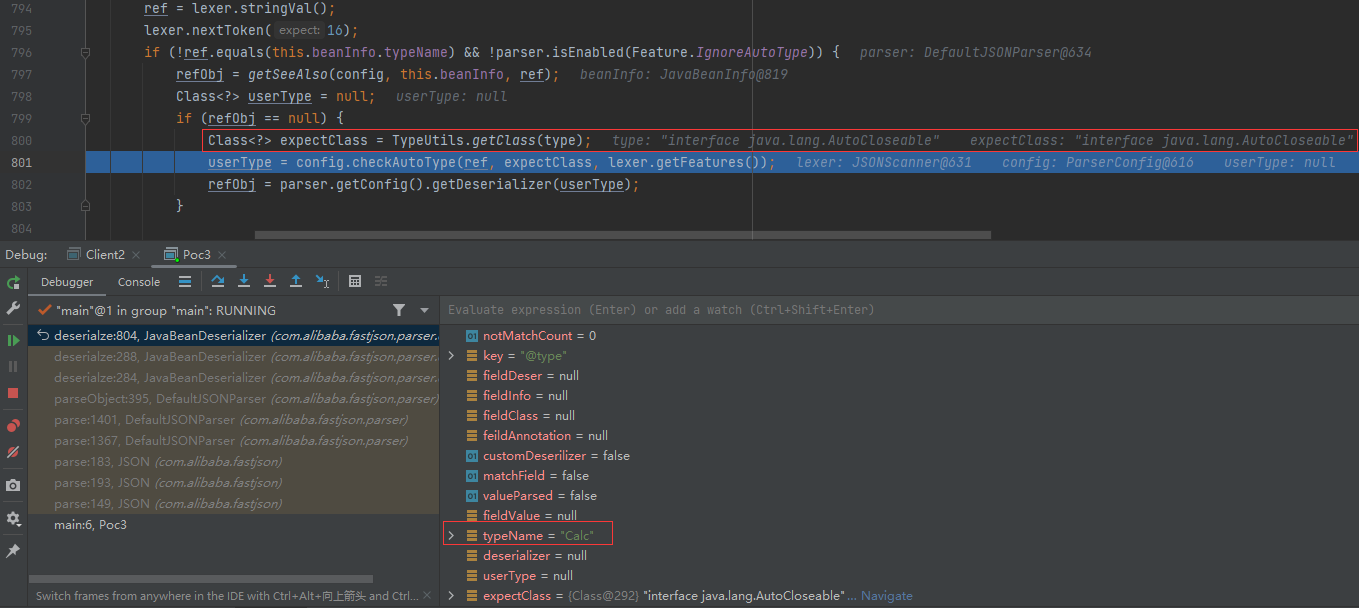 794 ref = lexer.stringVal();
795 lexer.nextToken( expect: 16);
796 if (!ref.equals(this.beanInfo.typeName) && !parser.isEnabled(Feature.IgnoreAutoType)) { parser: DefaultJSONParser@634
797 refObj = getSeeAlso(config, this.beanInfo, ref); beanInfo: JavaBeanInfo@819
798 Class<?> userType = null; userType: null
799 if (refObj == null) {
800 Class<?> expectClass = TypeUtils.getClass(type); type: "interface java.lang.AutoCloseable" expectClass: "interface java.lang.AutoCloseable"
801 userType = config.checkAutoType(ref, expectClass, lexer.getFeatures()); lexer: JSONScanner@631 config: ParserConfig@616 userType: null
802 refObj = parser.getConfig().getDeserializer(userType);
803 }
804
Debug: Client2 × Poc3 ×
Debugger Console
"main"@1 in group "main": RUNNING
Evaluate expression (Enter) or add a watch (Ctrl+Shift+Enter)
deserialze:804, JavaBeanDeserializer (com.alibaba.fastjson.parser.
deserialze:288, JavaBeanDeserializer (com.alibaba.fastjson.parser.
deserialze:284, JavaBeanDeserializer (com.alibaba.fastjson.parser.
parseObject:395, DefaultJSONParser (com.alibaba.fastjson.parser)
parse:1401, DefaultJSONParser (com.alibaba.fastjson.parser)
parse:1367, DefaultJSONParser (com.alibaba.fastjson.parser)
parse:183, JSON (com.alibaba.fastjson)
parse:193, JSON (com.alibaba.fastjson)
parse:149, JSON (com.alibaba.fastjson)
main:6, Poc3
Switch frames from anywhere in the IDE with Ctrl+Alt+向上箭头 and Ctrl... ×
notMatchCount = 0
key = "@type"
fieldDeser = null
fieldInfo = null
fieldClass = null
feildAnnotation = null
customDeserilizer = false
matchField = false
valueParsed = false
fieldValue = null
typeName = "Calc"
deserializer = null
userType = null
expectClass = {Class@292} "interface java.lang.AutoCloseable"... Navigate